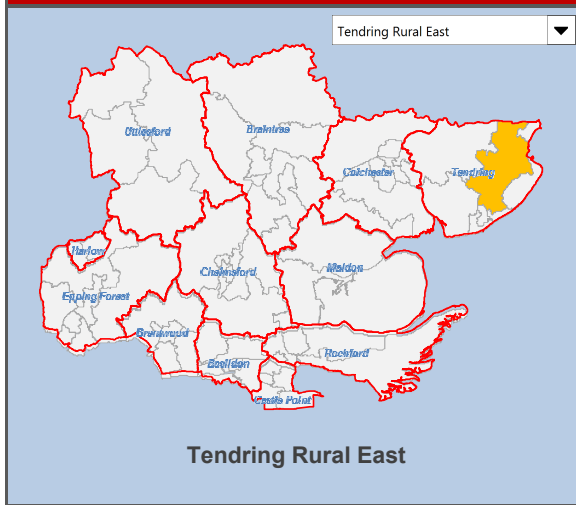 Tendring Rural East
Uttlesford
Braintree
Colchester
Tendring
Harlow
Chelmsford
Maldon
Epping Forest
Brentwood
Rochford
Basildon
Castle Point
Tendring Rural East